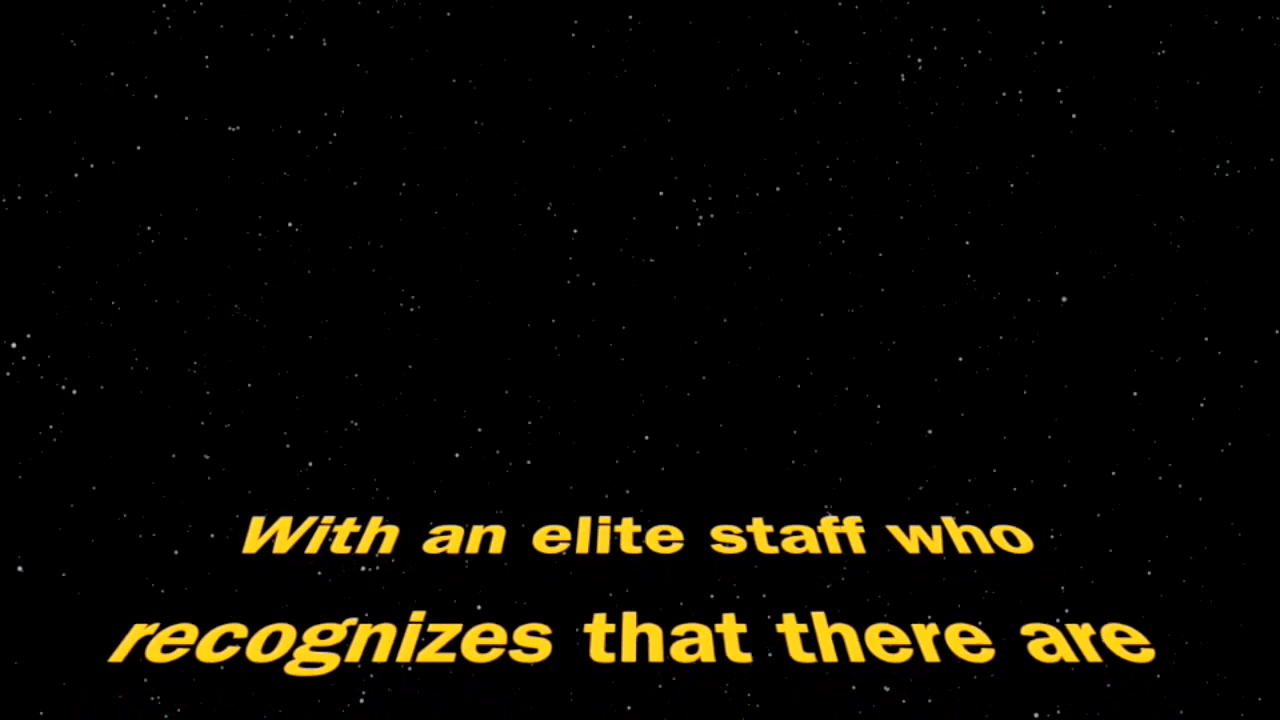 With an elite staff who
recognizes that there are